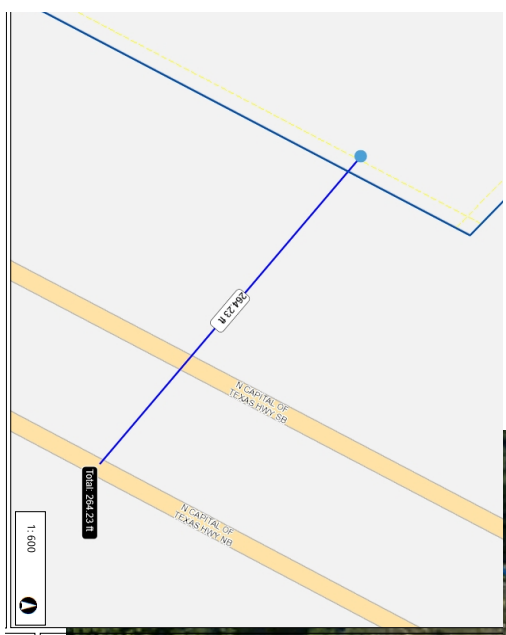 264.23 ft
N CAPITAL OF
TEXAS HWY SB
N CAPITAL OF
TEXAS HWY NB
Total: 264.23 ft
1: 600